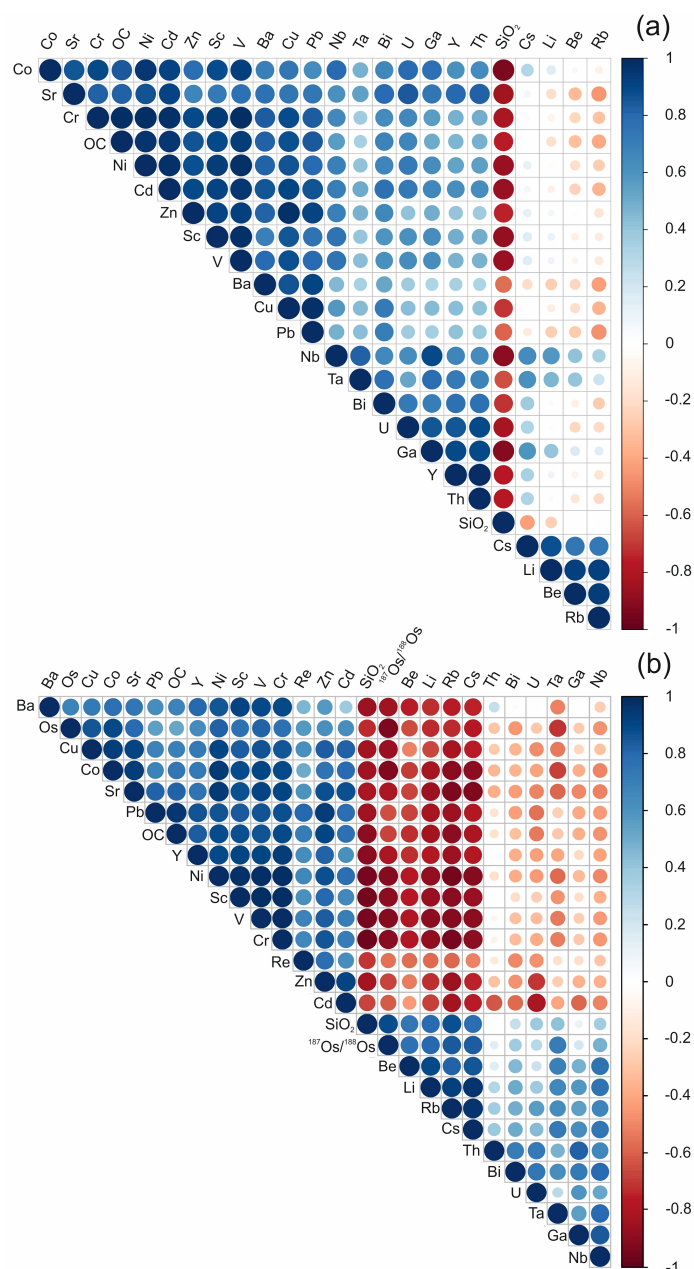 (a)
Co Sr Cr OC Ni Cd Zn Sc V Ba Cu Pb Nb Ta Bi U Ga Y Th SiO₂ Cs Li Be Rb
Co
Sr
Cr
OC
Ni
Cd
Zn
Sc
V
Ba
Cu
Pb
Nb
Ta
Bi
U
Ga
Y
Th
SiO₂
Cs
Li
Be
Rb
1
0.8
0.6
0.4
0.2
0
-0.2
-0.4
-0.6
-0.8
-1
(b)
Ba Os Cu Co Sr Pb OC Y Ni Sc V Cr Re Zn Cd SiO₂ ¹⁸⁷Os/¹⁸⁸Os Be Li Rb Cs Th Bi U Ta Ga Nb
Ba
Os
Cu
Co
Sr
Pb
OC
Y
Ni
Sc
V
Cr
Re
Zn
Cd
SiO₂
¹⁸⁷Os/¹⁸⁸Os
Be
Li
Rb
Cs
Th
Bi
U
Ta
Ga
Nb
1
0.8
0.6
0.4
0.2
0
-0.2
-0.4
-0.6
-0.8
-1